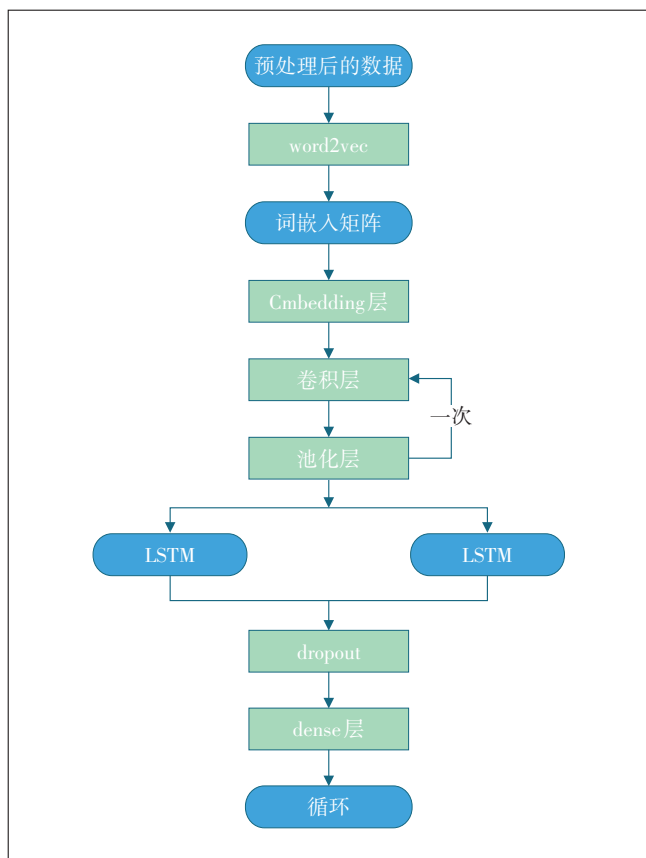 预处理后的数据
word2vec
词嵌入矩阵
Cmbedding层
卷积层
一次
池化层
LSTM
LSTM
dropout
dense层
循环